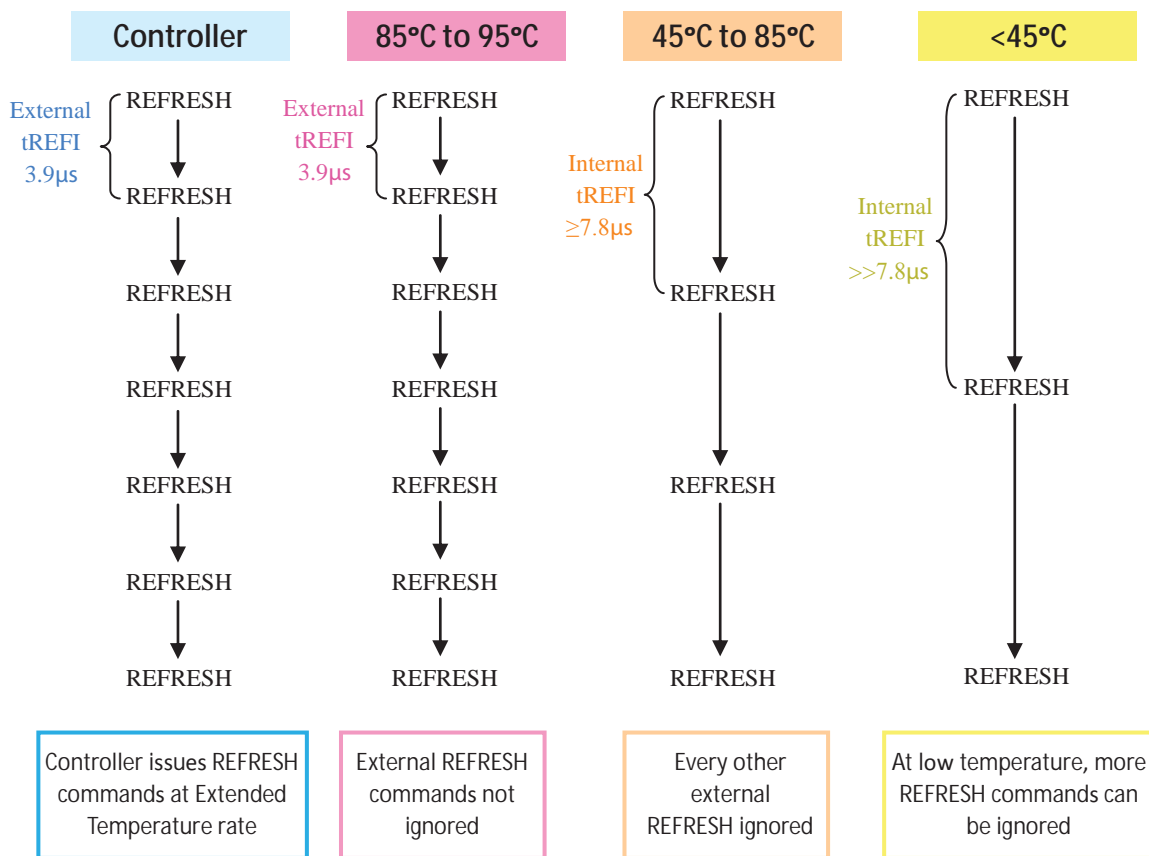 Controller
85°C to 95°C
45°C to 85°C
<45°C
REFRESH
External
tREFI
3.9µs
REFRESH
REFRESH
REFRESH
REFRESH
REFRESH
REFRESH
REFRESH
External
tREFI
3.9µs
REFRESH
REFRESH
REFRESH
REFRESH
REFRESH
REFRESH
REFRESH
Internal
tREFI
≥7.8µs
REFRESH
REFRESH
REFRESH
REFRESH
Internal
tREFI
>>7.8µs
REFRESH
REFRESH
Controller issues REFRESH
commands at Extended
Temperature rate
External REFRESH
commands not
ignored
Every other
external
REFRESH ignored
At low temperature, more
REFRESH commands can
be ignored